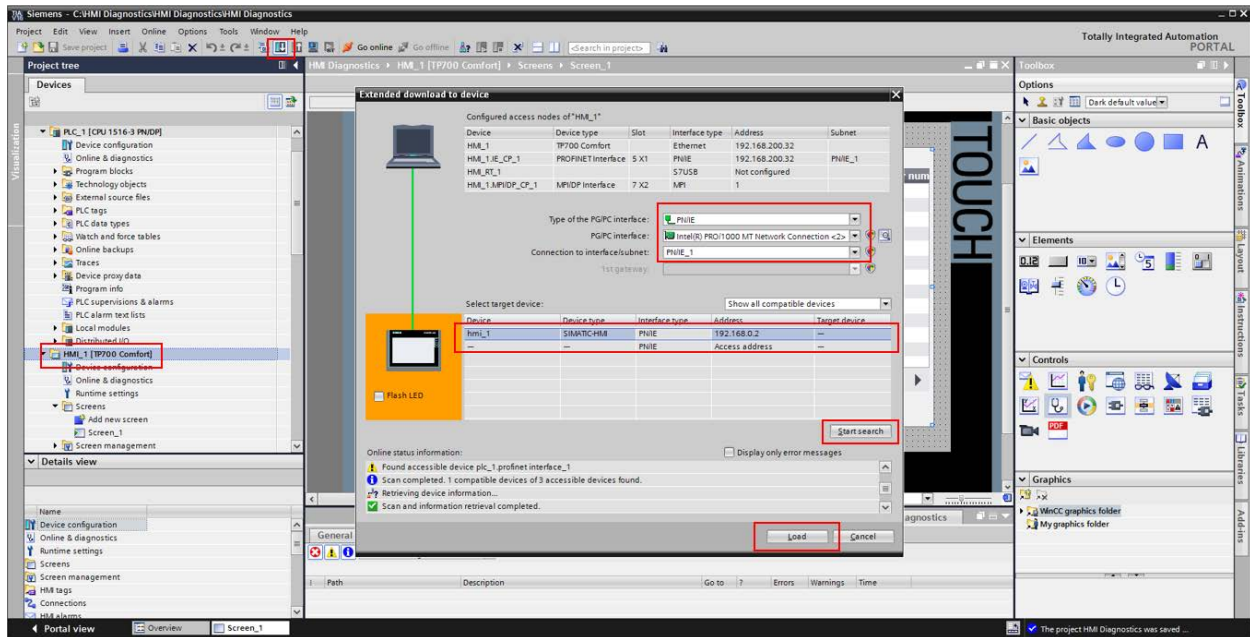 Siemens - C:\HMI Diagnostics\HMI Diagnostics\HMI Diagnostics
Project Edit View Insert Online Options Tools Window Help
Totally Integrated Automation
PORTAL
Save project
Go online
Go offline
<Search in project>
Project tree
HMI Diagnostics › HMI_1 [TP700 Comfort] › Screens › Screen_1
Toolbox
Visualization
Devices
PLC_1 [CPU 1516-3 PN/DP]
Device configuration
Online & diagnostics
Program blocks
Technology objects
External source files
PLC tags
PLC data types
Watch and force tables
Online backups
Traces
Device proxy data
Program info
PLC supervisions & alarms
PLC alarm text lists
Local modules
Distributed I/O
HMI_1 [TP700 Comfort]
Device configuration
Online & diagnostics
Runtime settings
Screens
Add new screen
Screen_1
Screen management
Details view
Name
Device configuration
Online & diagnostics
Runtime settings
Screens
Screen management
HMI tags
Connections
HMI alarms
Extended download to device
Configured access nodes of "HMI_1"
Device Device type Slot Interface type Address Subnet
HMI_1 TP700 Comfort Ethernet 192.168.200.32
HMI_1.IE_CP_1 PROFINET Interface 5 X1 PN/IE 192.168.200.32 PN/IE_1
HMI_RT_1 S7USB Not configured
HMI_1.MPI/DP_CP_1 MPI/DP Interface 7 X2 MPI 1
Type of the PG/PC interface: PN/IE
PG/PC interface: Intel(R) PRO/1000 MT Network Connection <2>
Connection to interface/subnet: PN/IE_1
1st gateway:
Select target device: Show all compatible devices
Device Device type Interface type Address Target device
hmi_1 SIMATIC-HMI PN/IE 192.168.0.2 —
— — PN/IE Access address —
Flash LED
Start search
Online status information:
Display only error messages
Found accessible device plc_1.profinet interface_1
Scan completed. 1 compatible devices of 3 accessible devices found.
Retrieving device information...
Scan and information retrieval completed.
Load Cancel
TOUCH
num
agnostics
General
! Path Description Go to ? Errors Warnings Time
Options
Dark default value
Basic objects
A
Elements
0.12
10
5
Controls
PDF
Graphics
WinCC graphics folder
My graphics folder
Toolbox
Animations
Layout
Instructions
Tasks
Libraries
Add-ins
Portal view Overview Screen_1
The project HMI Diagnostics was saved ...